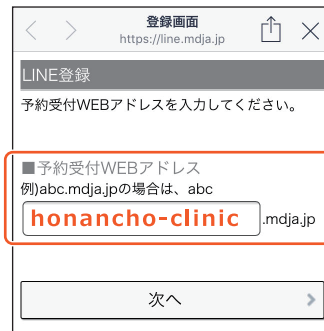 登録画面
https://line.mdja.jp
LINE登録
予約受付WEBアドレスを入力してください。
■予約受付WEBアドレス
例)abc.mdja.jpの場合は、abc
honancho-clinic .mdja.jp
次へ